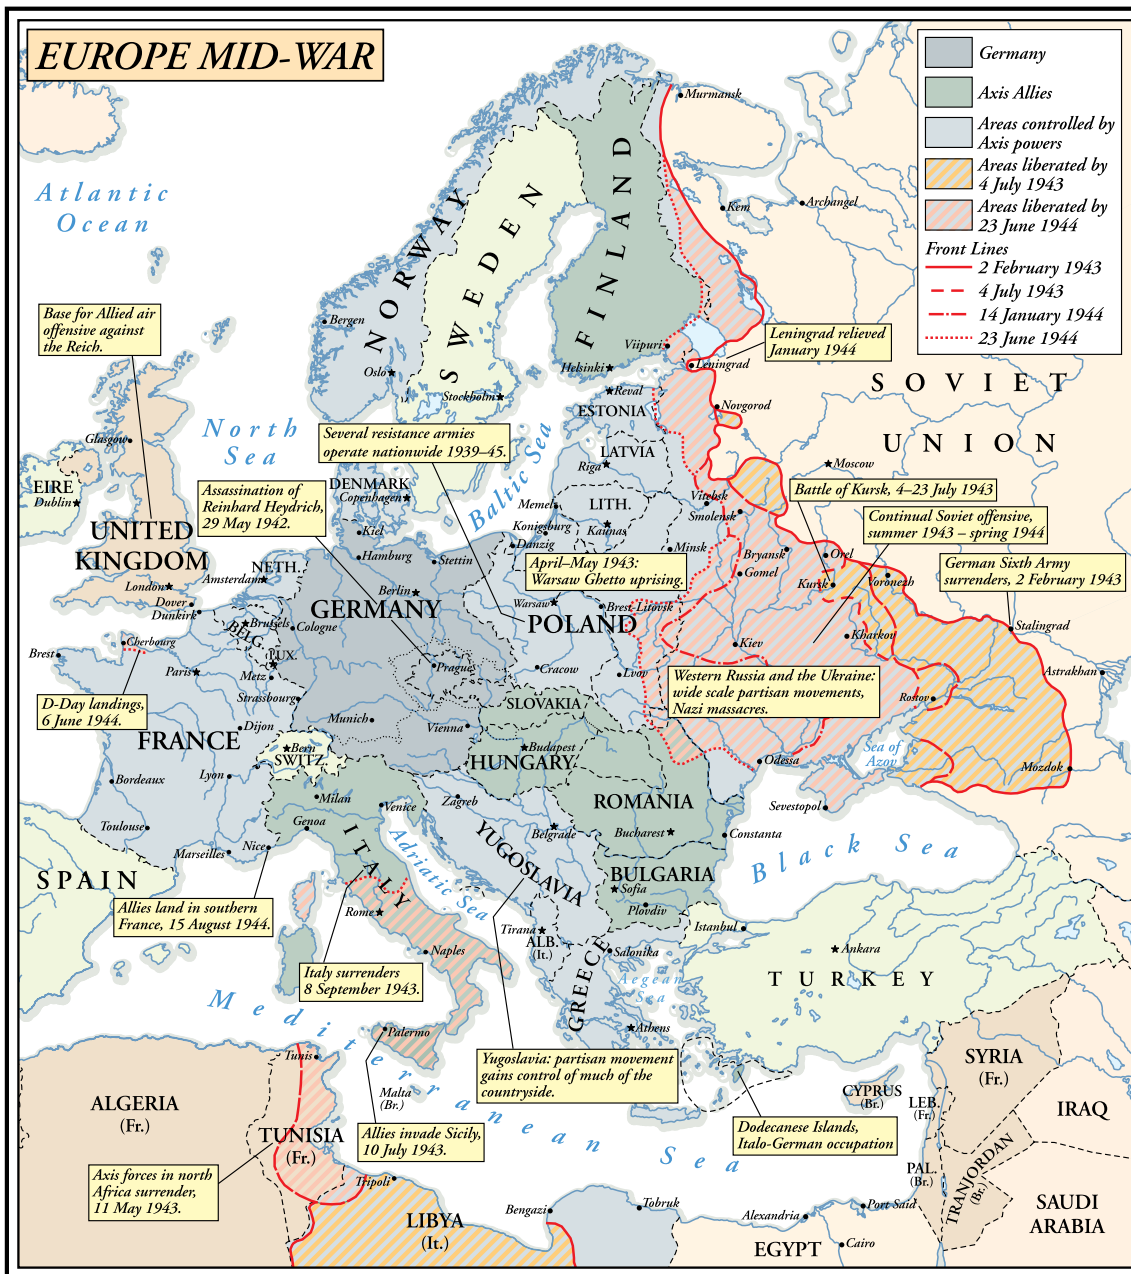 EUROPE MID-WAR
Germany
Axis Allies
Areas controlled by
Axis powers
Areas liberated by
4 July 1943
Areas liberated by
23 June 1944
Front Lines
2 February 1943
4 July 1943
14 January 1944
23 June 1944
Atlantic
Ocean
Murmansk
Kem
Archangel
NORWAY
SWEDEN
FINLAND
Base for Allied air
offensive against
the Reich.
Bergen
Oslo
Stockholm
Viipuri
Helsinki
Leningrad
Leningrad relieved
January 1944
SOVIET
UNION
Reval
ESTONIA
Novgorod
North
Sea
Several resistance armies
operate nationwide 1939–45.
Baltic Sea
LATVIA
Riga
Moscow
Glasgow
EIRE
Dublin
UNITED
KINGDOM
London
Dover
Dunkirk
Assassination of
Reinhard Heydrich,
29 May 1942.
DENMARK
Copenhagen
Memel
LITH.
Kaunas
Vitebsk
Smolensk
Battle of Kursk, 4–23 July 1943
Continual Soviet offensive,
summer 1943 – spring 1944
German Sixth Army
surrenders, 2 February 1943
Kiel
Hamburg
Stettin
Konigsburg
Danzig
Minsk
Bryansk
Orel
Gomel
Kursk
Voronezh
April–May 1943:
Warsaw Ghetto uprising.
NETH.
Amsterdam
Berlin
GERMANY
Warsaw
POLAND
Brest-Litovsk
Stalingrad
Kharkov
Kiev
Astrakhan
Brussels
BELG.
Cologne
LUX.
Cherbourg
Brest
Paris
Metz
Strasbourg
Prague
Cracow
Lvov
Western Russia and the Ukraine:
wide scale partisan movements,
Nazi massacres.
Rostov
D-Day landings,
6 June 1944.
FRANCE
Dijon
Munich
Vienna
SLOVAKIA
Bern
SWITZ.
Budapest
HUNGARY
Odessa
Sea of
Azov
Mozdok
Bordeaux
Lyon
Milan
Venice
Zagreb
ROMANIA
Sevestopol
Toulouse
Genoa
Belgrade
Bucharest
Constanta
Marseilles
Nice
ITALY
Adriatic Sea
YUGOSLAVIA
BULGARIA
Sofia
Plovdiv
Black Sea
SPAIN
Allies land in southern
France, 15 August 1944.
Rome
Tirana
ALB.
(It.)
Istanbul
Naples
Salonika
Ankara
TURKEY
GREECE
Aegean
Sea
Athens
Italy surrenders
8 September 1943.
Mediterranean Sea
Palermo
Tunis
Malta
(Br.)
Yugoslavia: partisan movement
gains control of much of the
countryside.
CYPRUS
(Br.)
SYRIA
(Fr.)
LEB.
(Fr.)
IRAQ
ALGERIA
(Fr.)
TUNISIA
(Fr.)
Allies invade Sicily,
10 July 1943.
Dodecanese Islands,
Italo-German occupation
PAL.
(Br.)
TRANJORDAN
(Br.)
Axis forces in north
Africa surrender,
11 May 1943.
Tripoli
LIBYA
(It.)
Bengazi
Tobruk
Alexandria
Port Said
EGYPT
Cairo
SAUDI
ARABIA